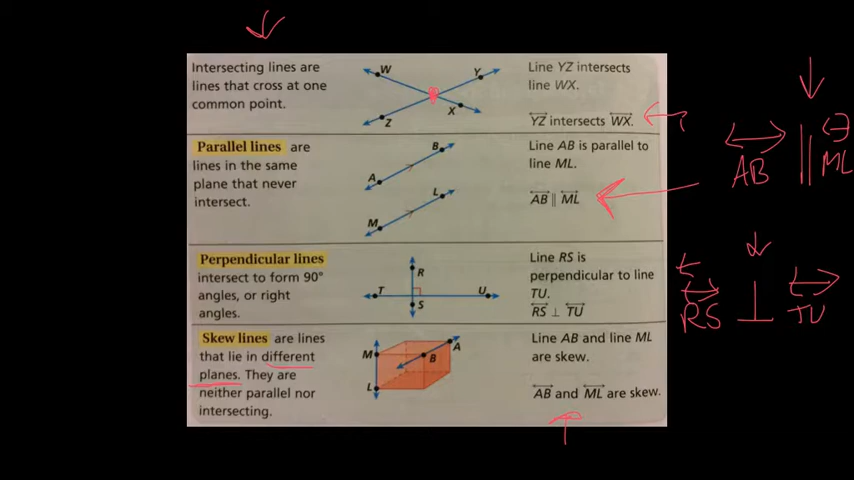 Intersecting lines are
lines that cross at one
common point.
W
Y
X
Z
Line YZ intersects
line WX.
YZ intersects WX.
Parallel lines are
lines in the same
plane that never
intersect.
B
A
L
M
Line AB is parallel to
line ML.
AB || ML
AB || ML
Perpendicular lines
intersect to form 90°
angles, or right
angles.
R
T
U
S
Line RS is
perpendicular to line
TU.
RS ⊥ TU
RS ⊥ TU
Skew lines are lines
that lie in different
planes. They are
neither parallel nor
intersecting.
M
A
B
L
Line AB and line ML
are skew.
AB and ML are skew.